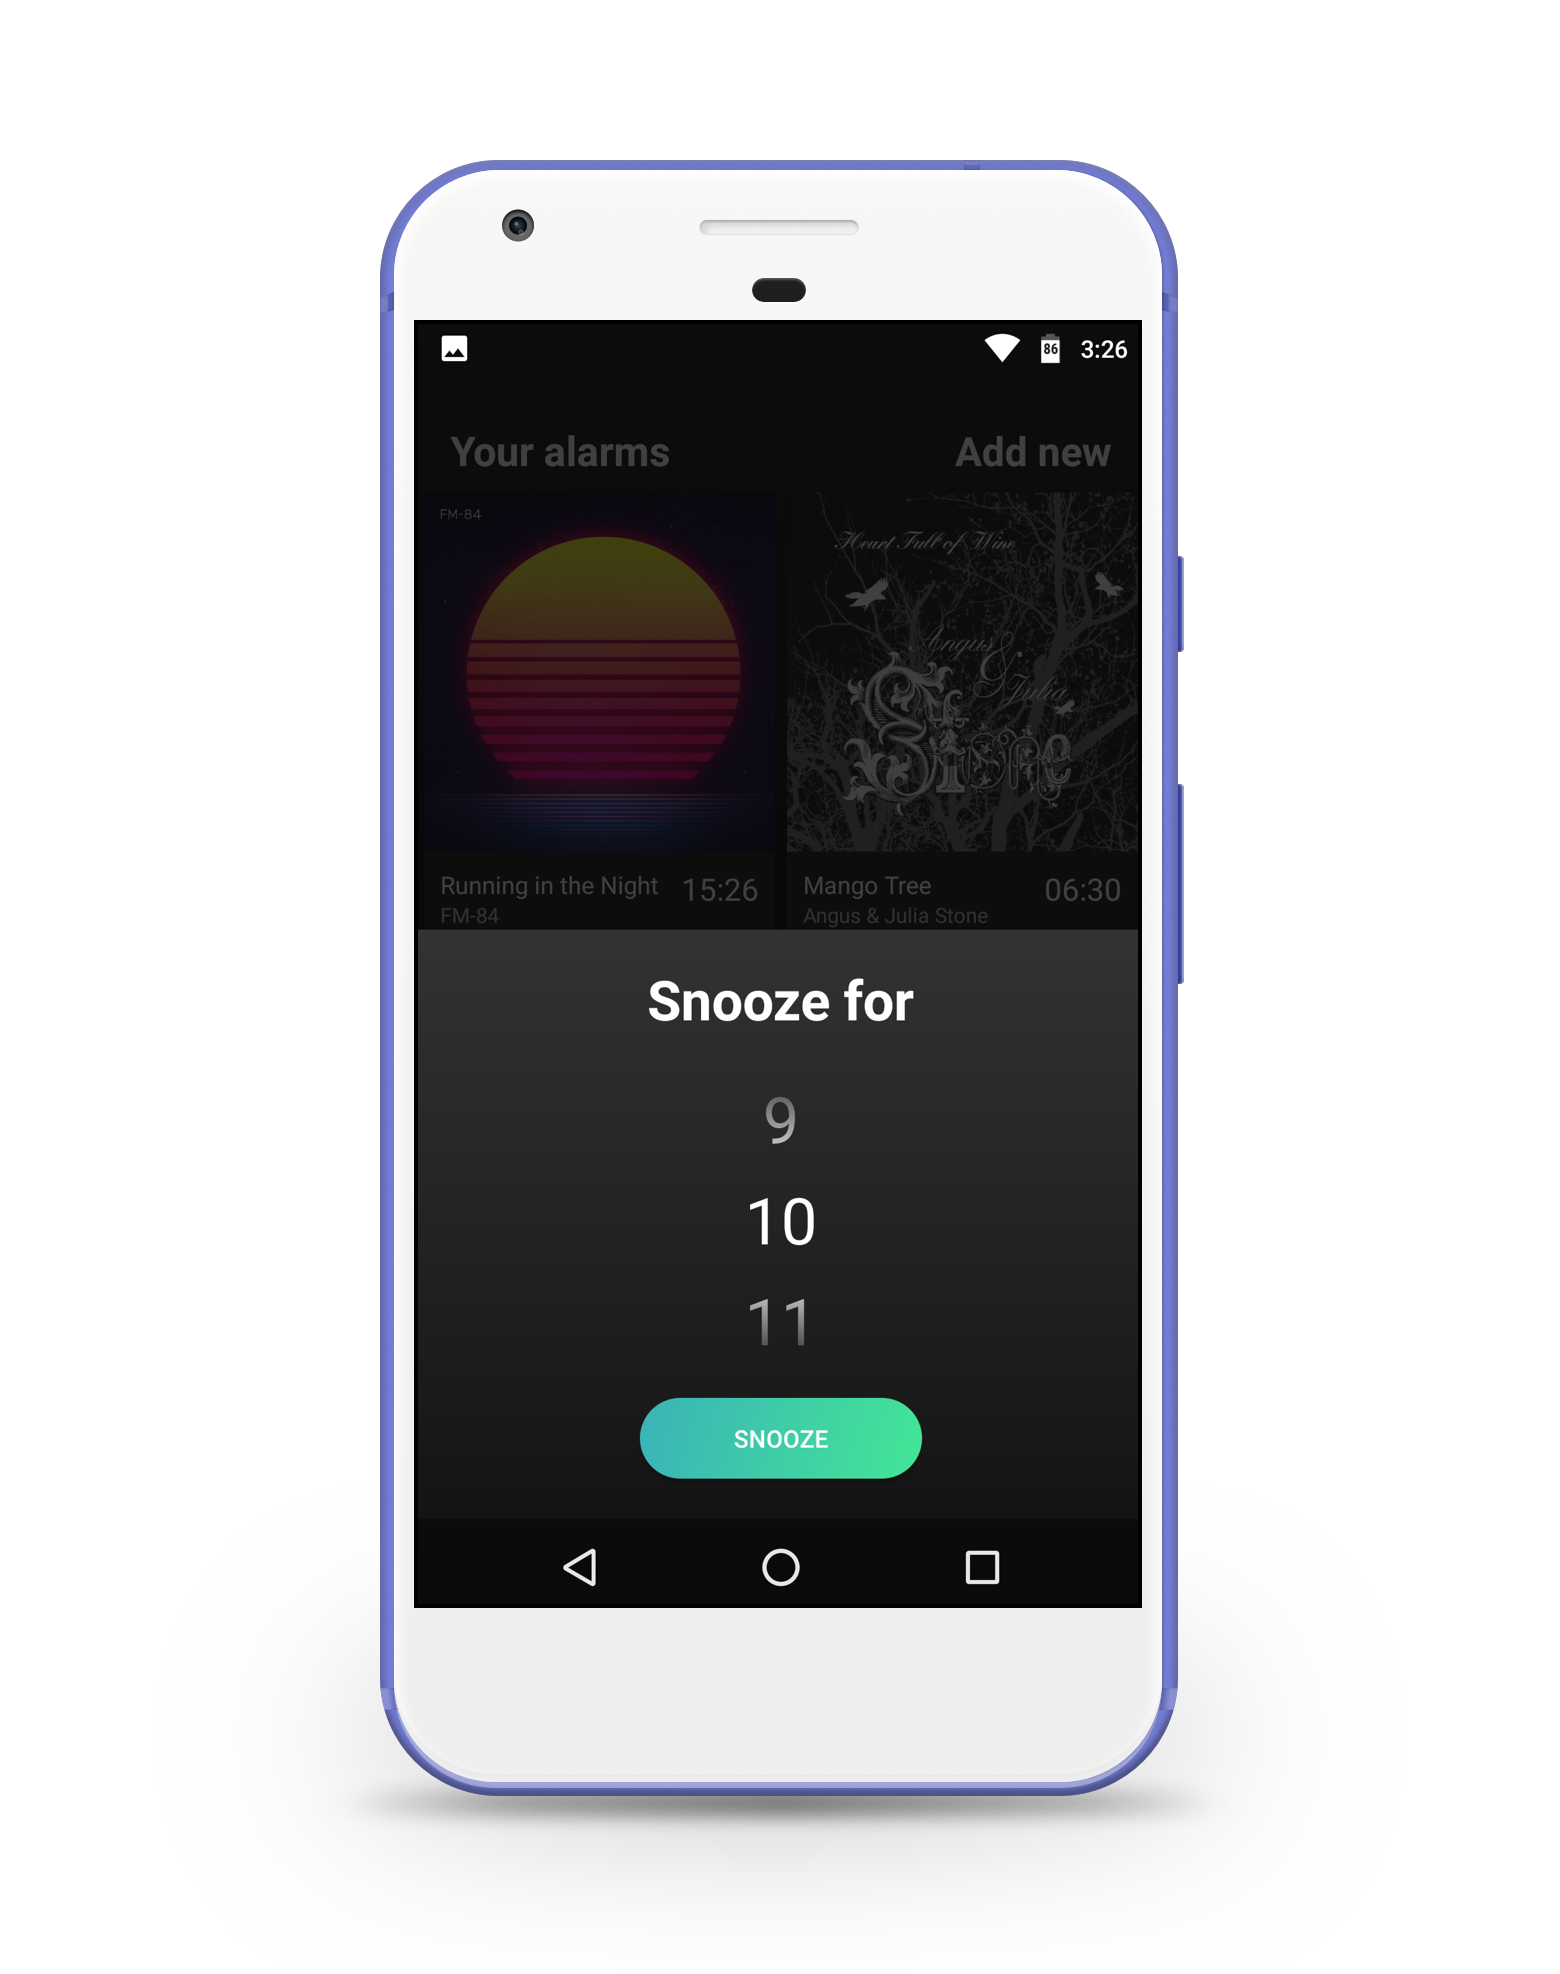 86 3:26
Your alarms Add new
FM-84
Heart Full of Wine
Angus
& Julia
Stone
Running in the Night 15:26
FM-84
Mango Tree 06:30
Angus & Julia Stone
Snooze for
9
10
11
SNOOZE